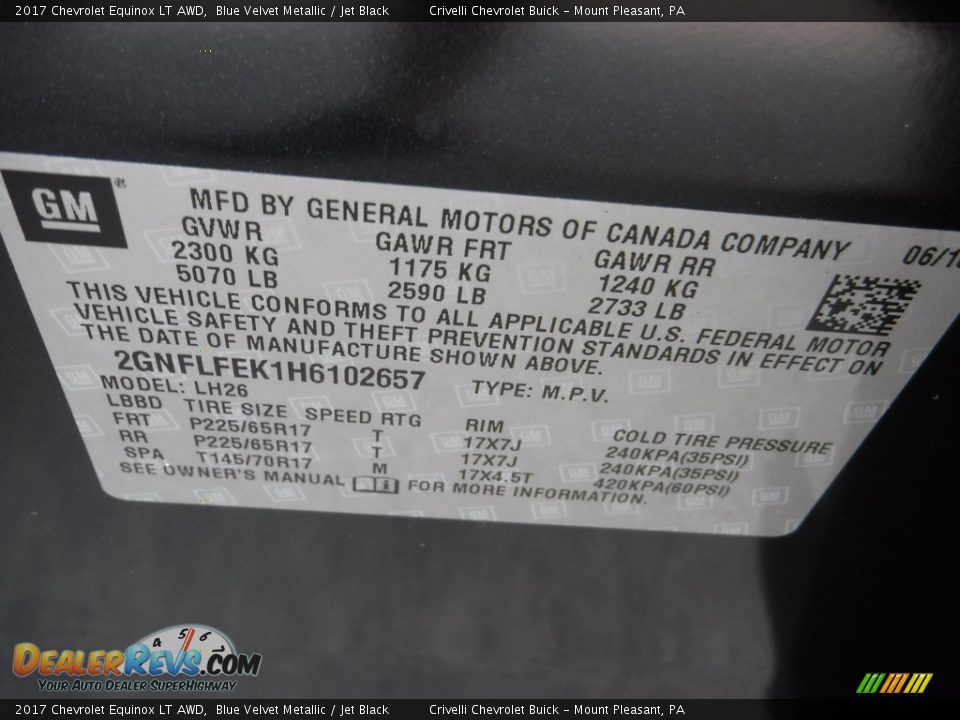 2017 Chevrolet Equinox LT AWD, Blue Velvet Metallic / Jet Black Crivelli Chevrolet Buick - Mount Pleasant, PA
GM ®
MFD BY GENERAL MOTORS OF CANADA COMPANY
GVWR GAWR FRT GAWR RR 06/16
2300 KG 1175 KG 1240 KG
5070 LB 2590 LB 2733 LB
THIS VEHICLE CONFORMS TO ALL APPLICABLE U.S. FEDERAL MOTOR
VEHICLE SAFETY AND THEFT PREVENTION STANDARDS IN EFFECT ON
THE DATE OF MANUFACTURE SHOWN ABOVE.
2GNFLFEK1H6102657 TYPE: M.P.V.
MODEL: LH26
LBBD TIRE SIZE SPEED RTG RIM COLD TIRE PRESSURE
FRT P225/65R17 T 17X7J 240KPA(35PSI)
RR P225/65R17 T 17X7J 240KPA(35PSI)
SPA T145/70R17 M 17X4.5T 420KPA(60PSI)
SEE OWNER'S MANUAL FOR MORE INFORMATION.
4 5 6
DealerRevs.com
Your Auto Dealer SuperHighway
2017 Chevrolet Equinox LT AWD, Blue Velvet Metallic / Jet Black Crivelli Chevrolet Buick - Mount Pleasant, PA